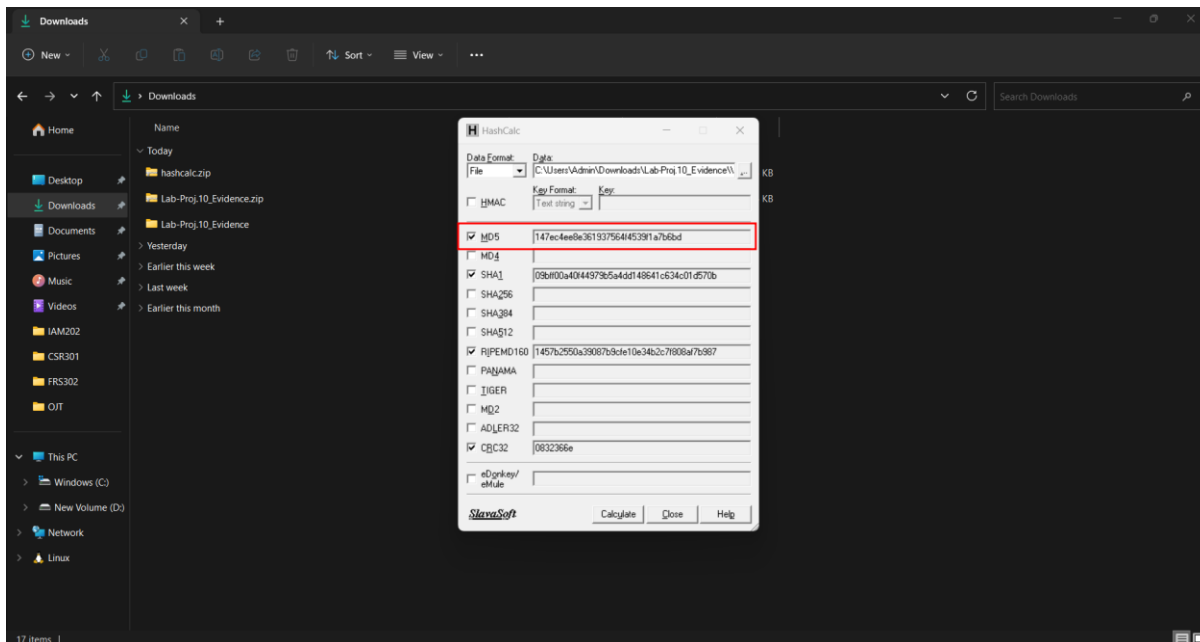 Downloads
New
Sort
View
Downloads
Search Downloads
Home
Desktop
Downloads
Documents
Pictures
Music
Videos
IAM202
CSR301
FRS302
OJT
This PC
Windows (C:)
New Volume (D:)
Network
Linux
Name
Today
hashcalc.zip
KB
Lab-Proj.10_Evidence.zip
KB
Lab-Proj.10_Evidence
Yesterday
Earlier this week
Last week
Earlier this month
HashCalc
Data Format: Data:
File C:\Users\Admin\Downloads\Lab-Proj.10_Evidence\\ ...
Key Format: Key:
HMAC Text string
MD5 147ec4ee8e361937564f4539f1a7b6bd
MD4
SHA1 09bff00a40f44979b5a4dd148641c634c01d570b
SHA256
SHA384
SHA512
RIPEMD160 1457b2550a39087b9cfe10e34b2c7f808af7b987
PANAMA
TIGER
MD2
ADLER32
CRC32 0832366e
eDonkey/
eMule
SlavaSoft Calculate Close Help
17 items